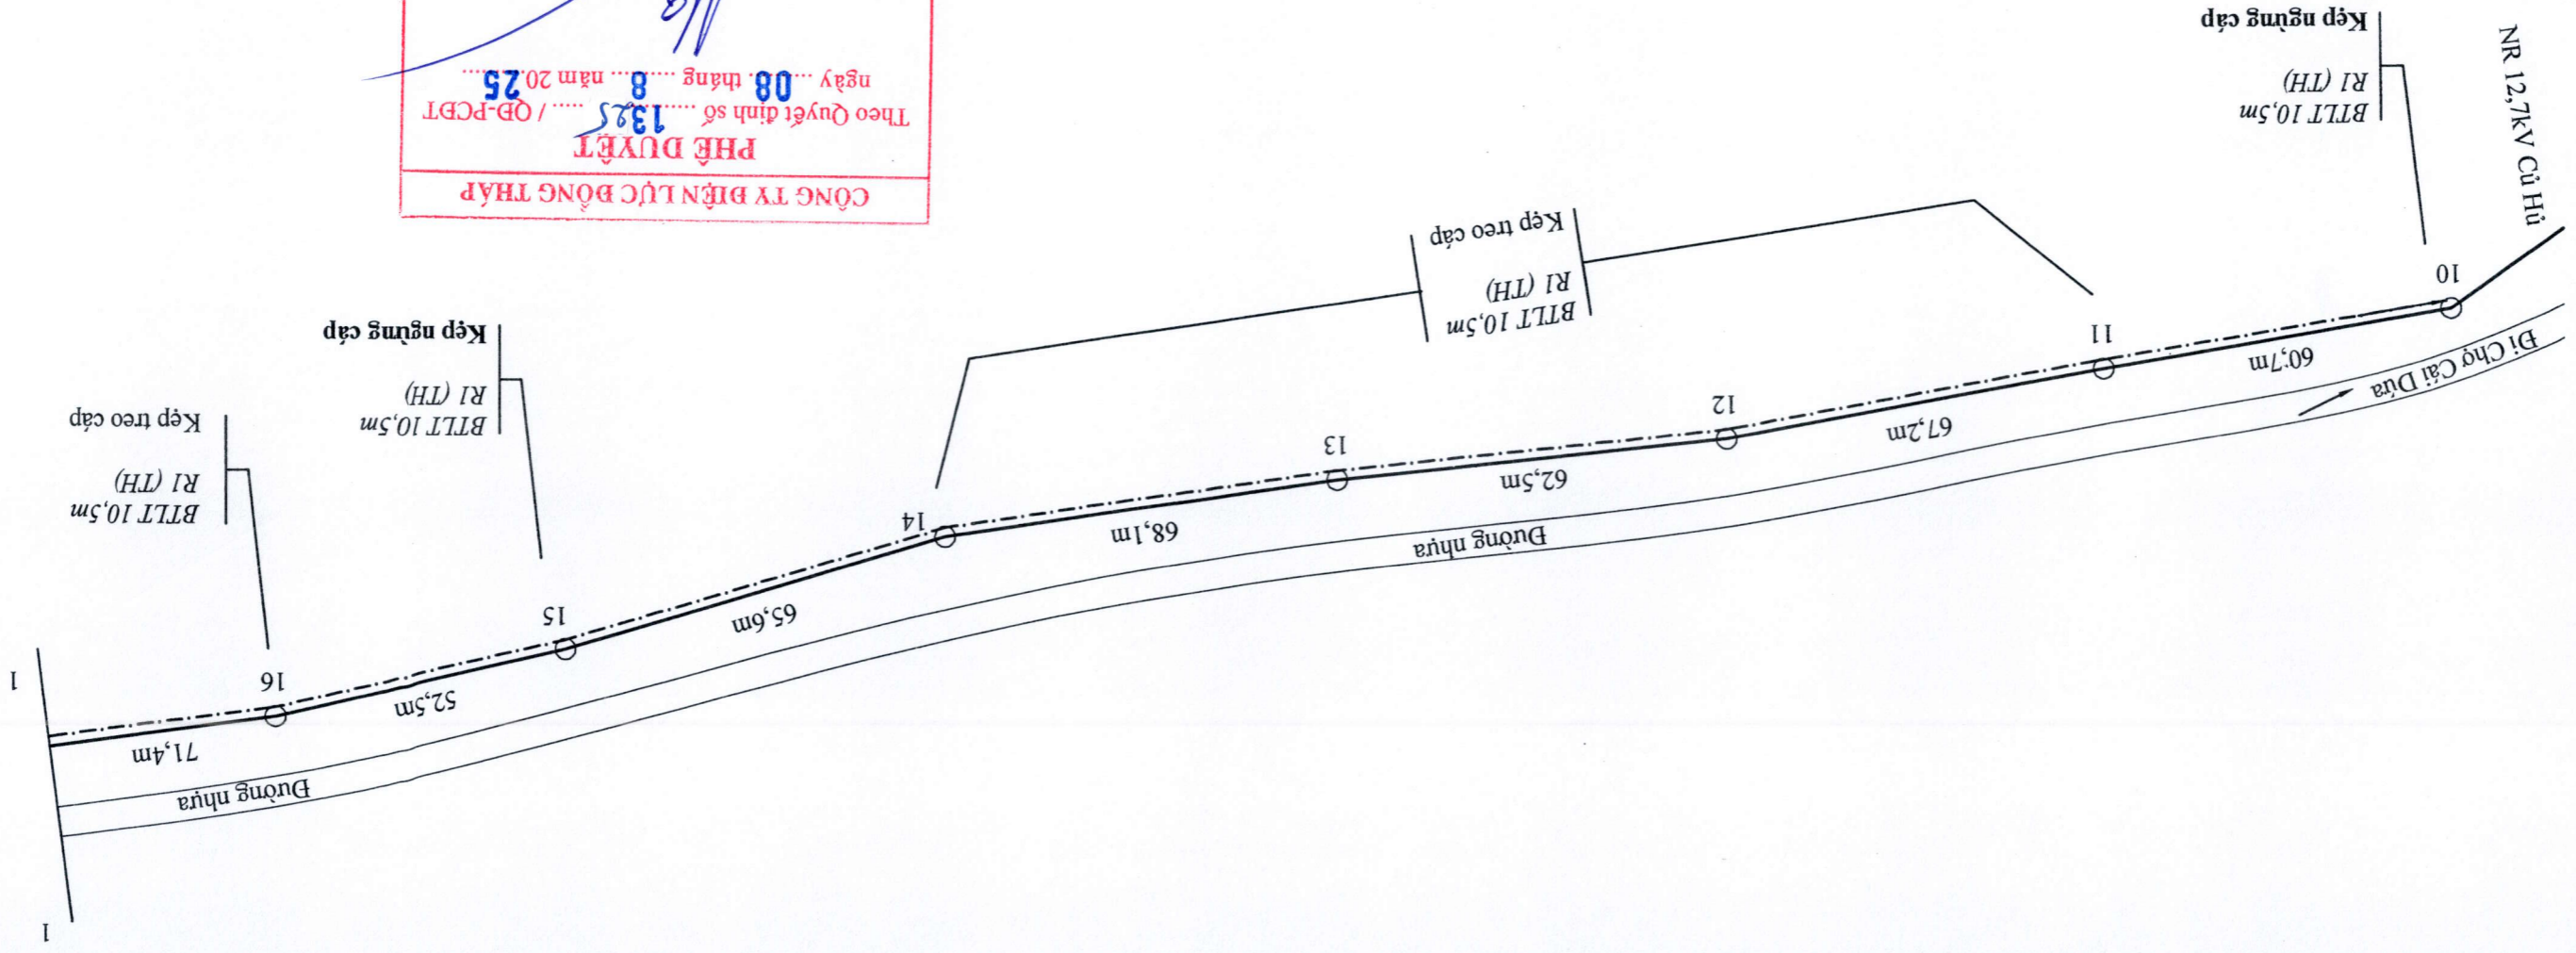 1
Đường nhựa
71,4m
1
16
BTLT 10,5m
R1 (TH)
Kẹp treo cáp
52,5m
15
BTLT 10,5m
R1 (TH)
Kẹp ngừng cáp
65,6m
14
68,1m
13
Đường nhựa
62,5m
12
BTLT 10,5m
R1 (TH)
Kẹp treo cáp
67,2m
11
60,7m
Đi Chợ Cái Dứa
10
NR 12,7kV Củ Hủ
BTLT 10,5m
R1 (TH)
Kẹp ngừng cáp
CÔNG TY ĐIỆN LỰC ĐỒNG THÁP
PHÊ DUYỆT
Theo Quyết định số 1325 / QĐ-PCĐT
ngày 08 tháng 8 năm 2025